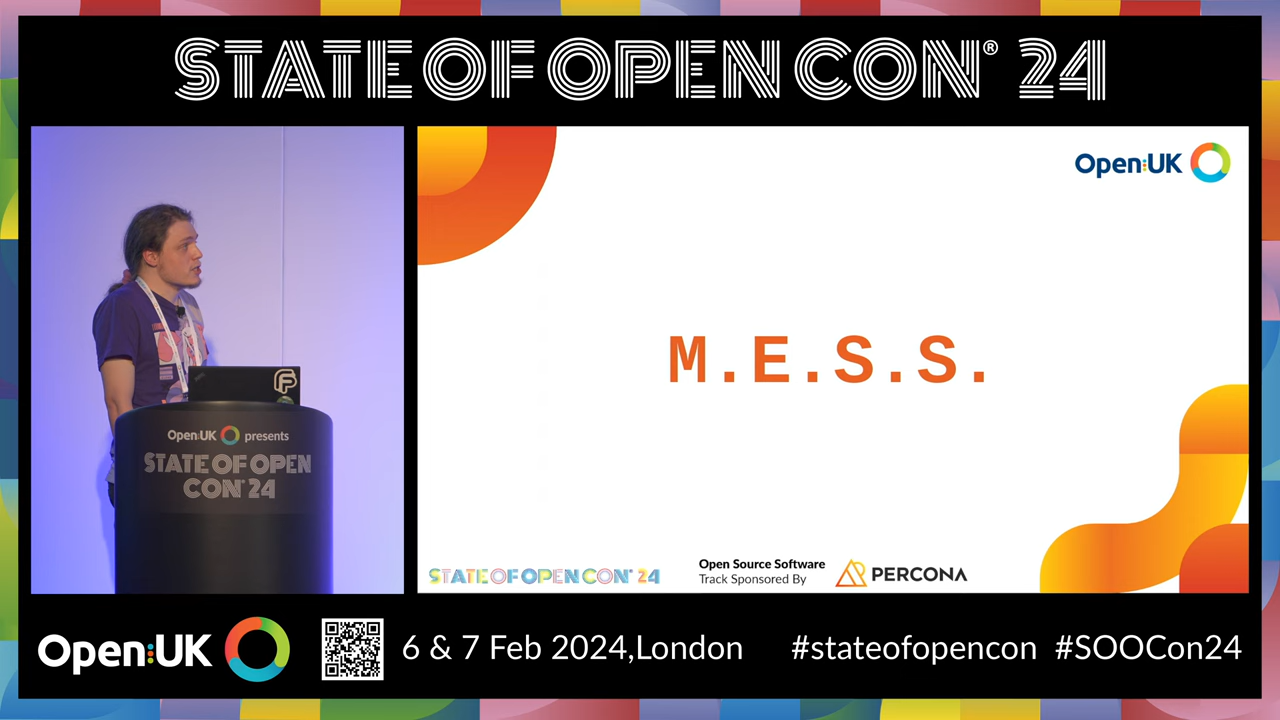 STATE OF OPEN CON® 24
Open:UK
M.E.S.S.
Open:UK presents
STATE OF OPEN
CON® 24
STATE OF OPEN CON® 24
Open Source Software
Track Sponsored By
PERCONA
Open:UK
6 & 7 Feb 2024,London
#stateofopencon #SOOCon24